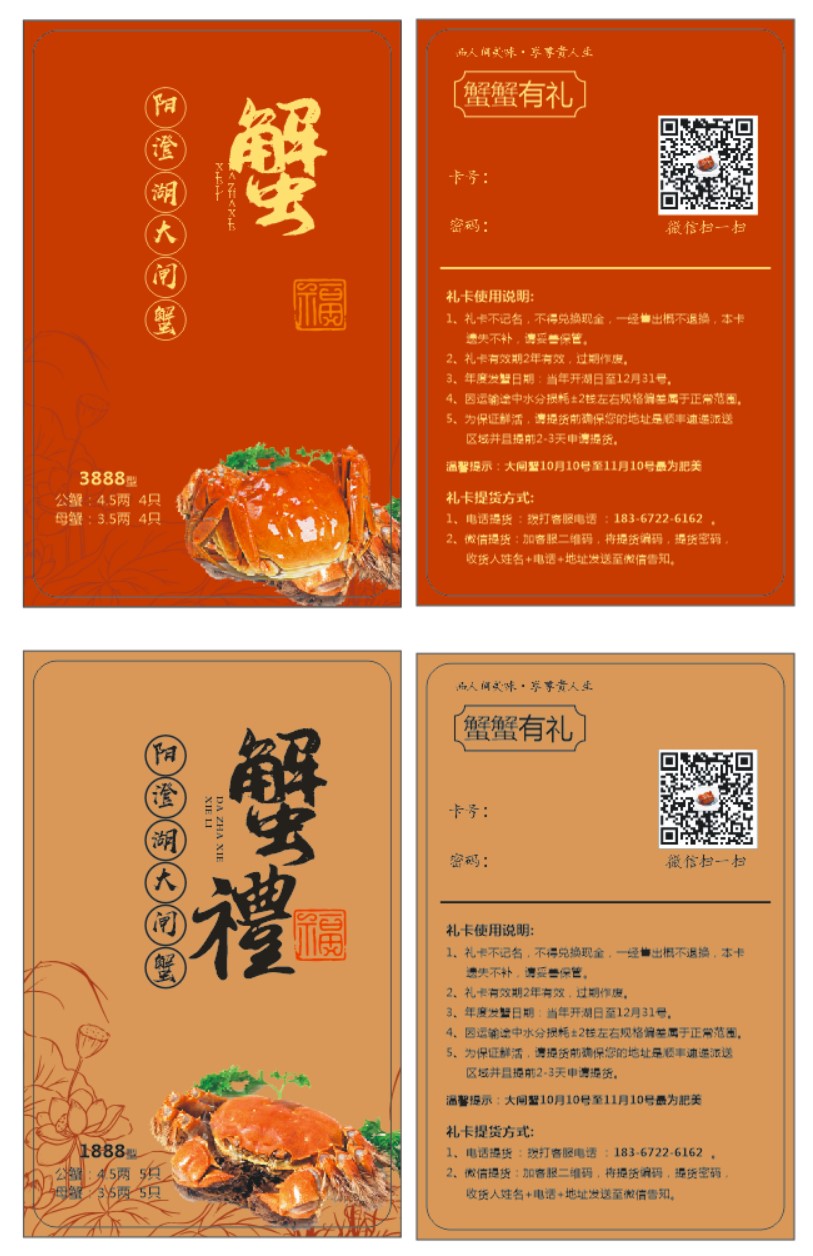 阳澄湖大闸蟹
蟹
DA ZHA XIE
XIE LI
福
3888型
公蟹：4.5两 4只
母蟹：3.5两 4只
品人间美味·尽享贵人生
蟹蟹有礼
卡号：
密码：
微信扫一扫
礼卡使用说明：
1、礼卡不记名，不得兑换现金，一经售出概不退换，本卡
遗失不补，请妥善保管。
2、礼卡有效期2年有效，过期作废。
3、年度发蟹日期：当年开湖日至12月31号。
4、因运输途中水分损耗±2钱左右规格偏差属于正常范围。
5、为保证鲜活，请提货前确保您的地址是顺丰速递派送
区域并且提前2-3天申请提货。
温馨提示：大闸蟹10月10号至11月10号最为肥美
礼卡提货方式：
1、电话提货：拨打客服电话：183-6722-6162 。
2、微信提货：加客服二维码，将提货编码，提货密码，
收货人姓名+电话+地址发送至微信告知。
阳澄湖大闸蟹
蟹禮
DA ZHA XIE
XIE LI
福
1888型
公蟹：4.5两 5只
母蟹：3.5两 5只
品人间美味·尽享贵人生
蟹蟹有礼
卡号：
密码：
微信扫一扫
礼卡使用说明：
1、礼卡不记名，不得兑换现金，一经售出概不退换，本卡
遗失不补，请妥善保管。
2、礼卡有效期2年有效，过期作废。
3、年度发蟹日期：当年开湖日至12月31号。
4、因运输途中水分损耗±2钱左右规格偏差属于正常范围。
5、为保证鲜活，请提货前确保您的地址是顺丰速递派送
区域并且提前2-3天申请提货。
温馨提示：大闸蟹10月10号至11月10号最为肥美
礼卡提货方式：
1、电话提货：拨打客服电话：183-6722-6162 。
2、微信提货：加客服二维码，将提货编码，提货密码，
收货人姓名+电话+地址发送至微信告知。